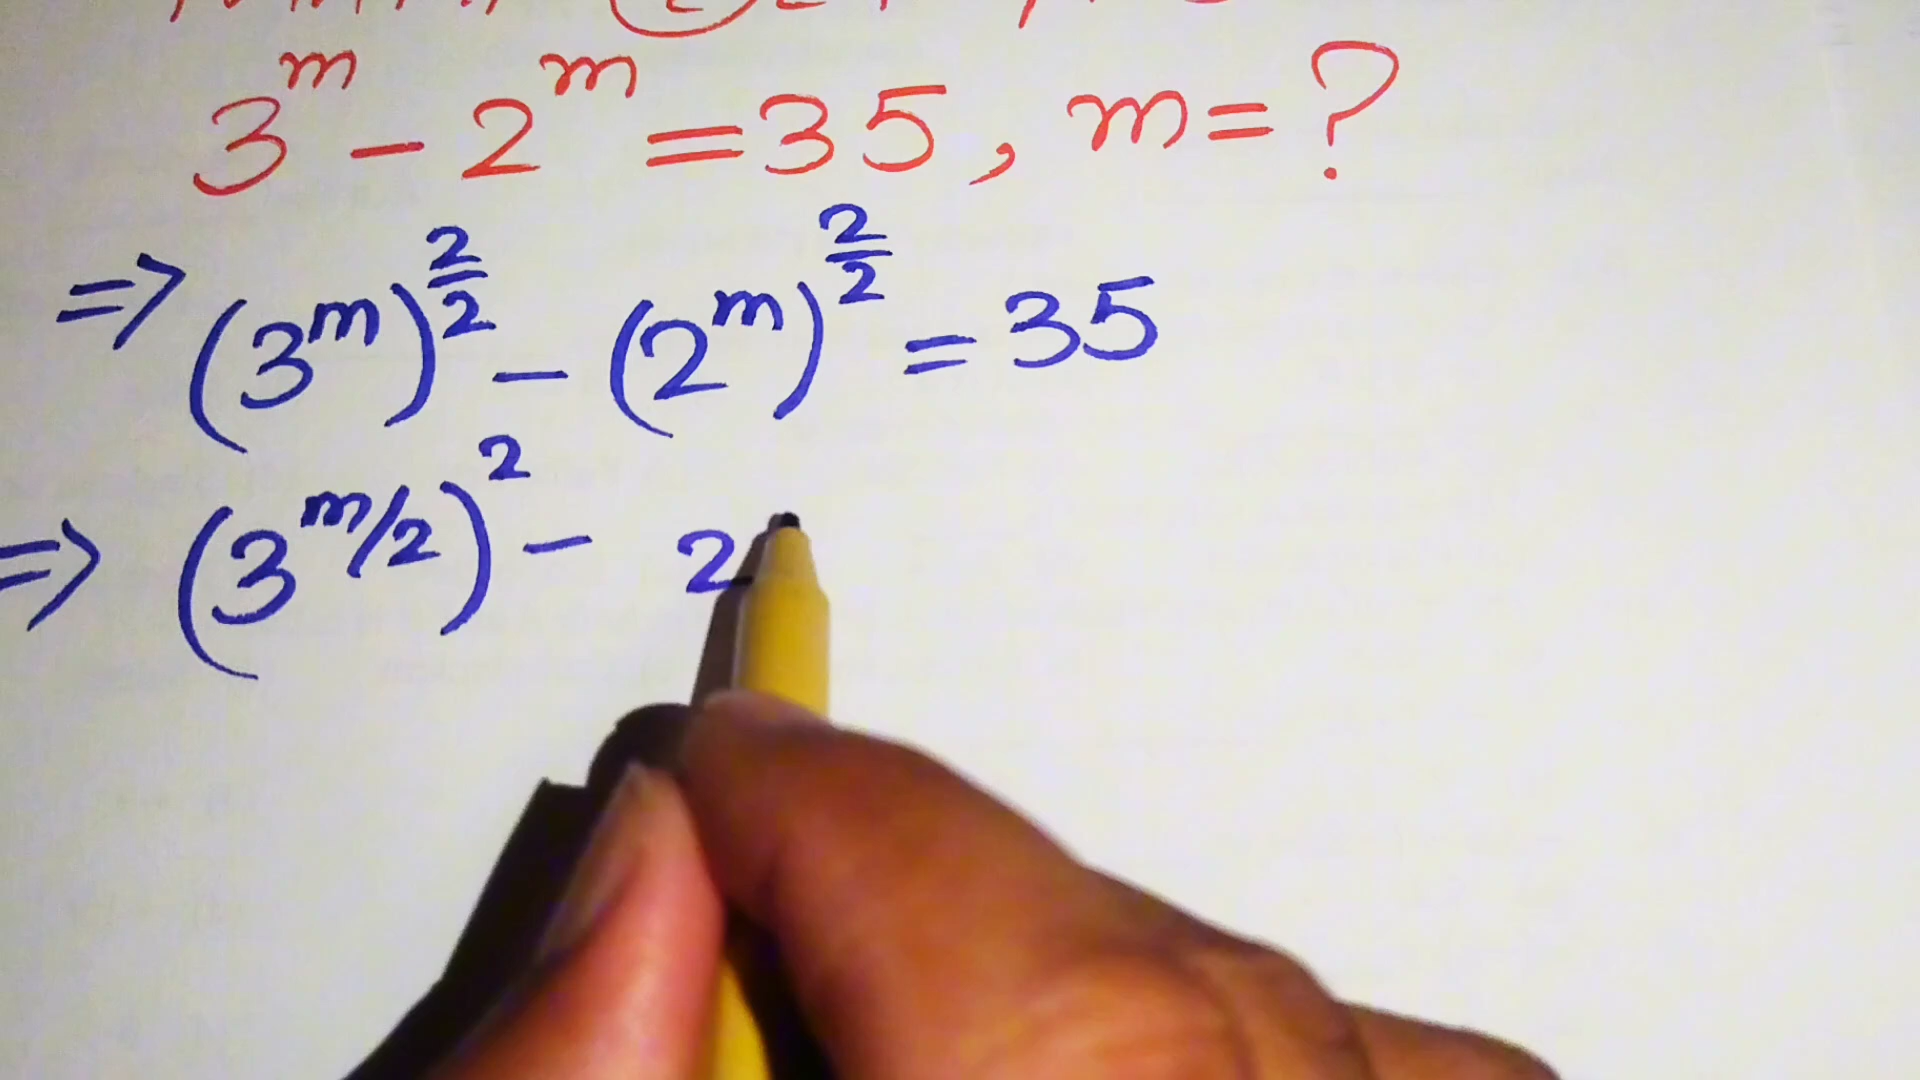 3^m - 2^m = 35, m = ?
=> (3^m)^(2/2) - (2^m)^(2/2) = 35
=> (3^(m/2))^2 - 2